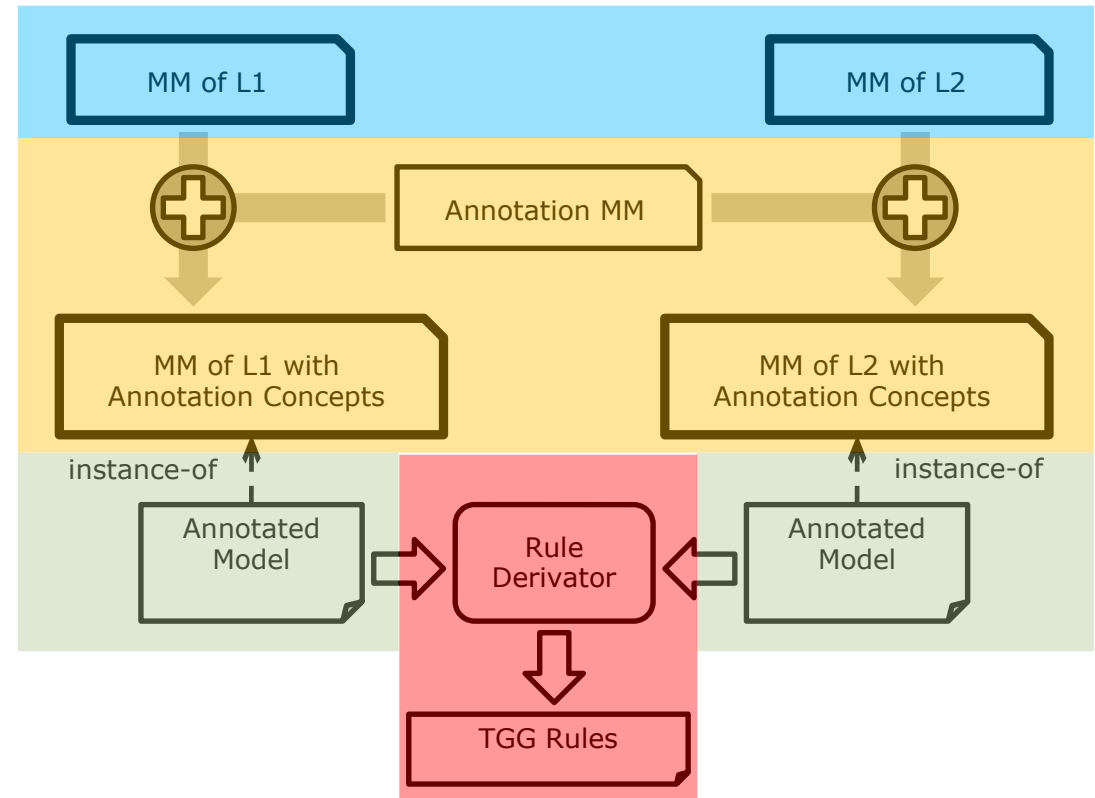 MM of L1
MM of L2
Annotation MM
MM of L1 with
Annotation Concepts
MM of L2 with
Annotation Concepts
instance-of
instance-of
Annotated
Model
Rule
Derivator
Annotated
Model
TGG Rules